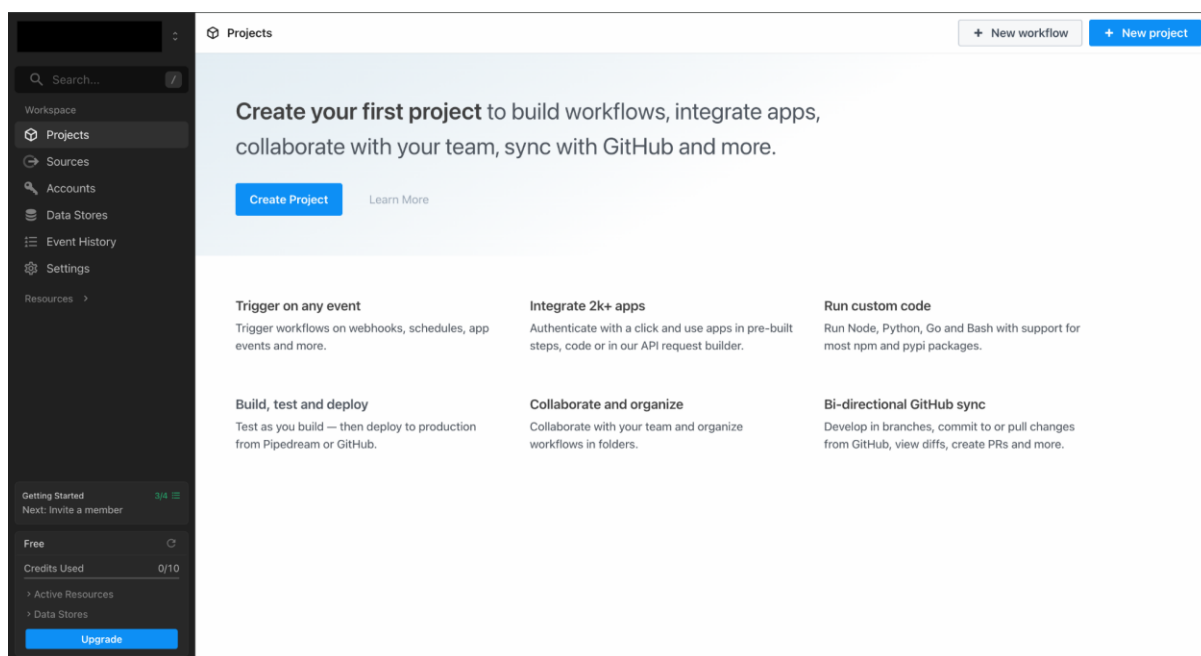 Search...
/
Workspace
Projects
Sources
Accounts
Data Stores
Event History
Settings
Resources >
Getting Started 3/4
Next: Invite a member
Free
Credits Used 0/10
> Active Resources
> Data Stores
Upgrade
Projects
+ New workflow
+ New project
Create your first project to build workflows, integrate apps,
collaborate with your team, sync with GitHub and more.
Create Project
Learn More
Trigger on any event
Trigger workflows on webhooks, schedules, app
events and more.
Integrate 2k+ apps
Authenticate with a click and use apps in pre-built
steps, code or in our API request builder.
Run custom code
Run Node, Python, Go and Bash with support for
most npm and pypi packages.
Build, test and deploy
Test as you build — then deploy to production
from Pipedream or GitHub.
Collaborate and organize
Collaborate with your team and organize
workflows in folders.
Bi-directional GitHub sync
Develop in branches, commit to or pull changes
from GitHub, view diffs, create PRs and more.